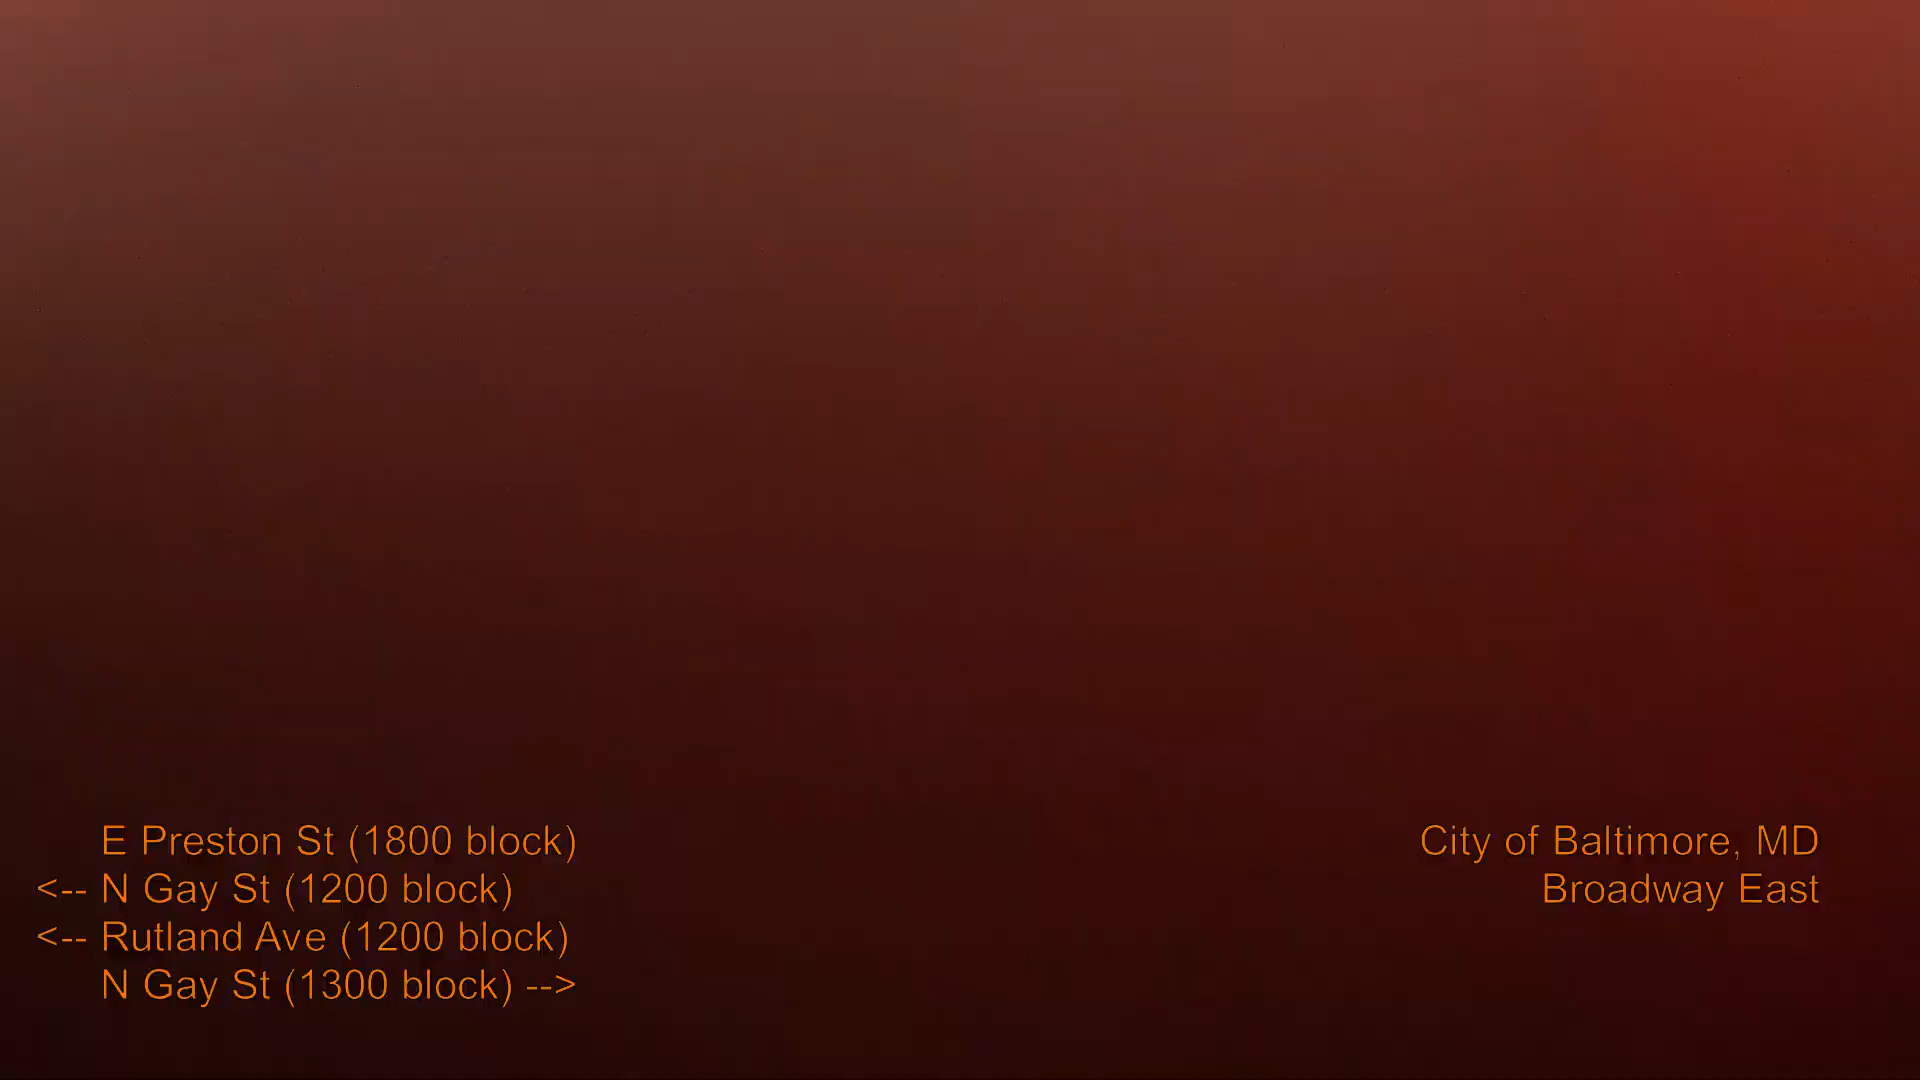 E Preston St (1800 block)
<-- N Gay St (1200 block)
<-- Rutland Ave (1200 block)
N Gay St (1300 block) -->
City of Baltimore, MD
Broadway East